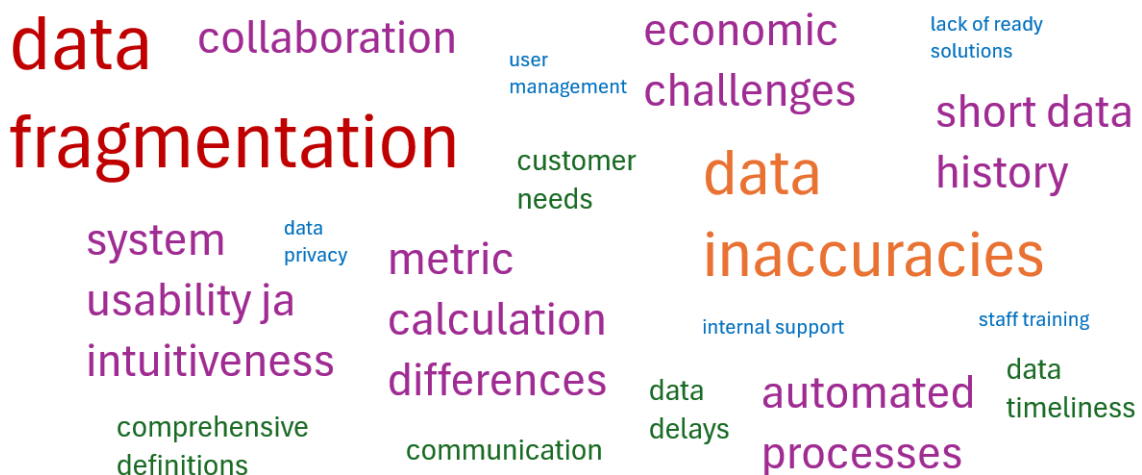 data
fragmentation
collaboration
user
management
economic
challenges
lack of ready
solutions
short data
history
customer
needs
data
inaccuracies
system
usability ja
intuitiveness
data
privacy
metric
calculation
differences
internal support
staff training
data
delays
automated
processes
data
timeliness
comprehensive
definitions
communication